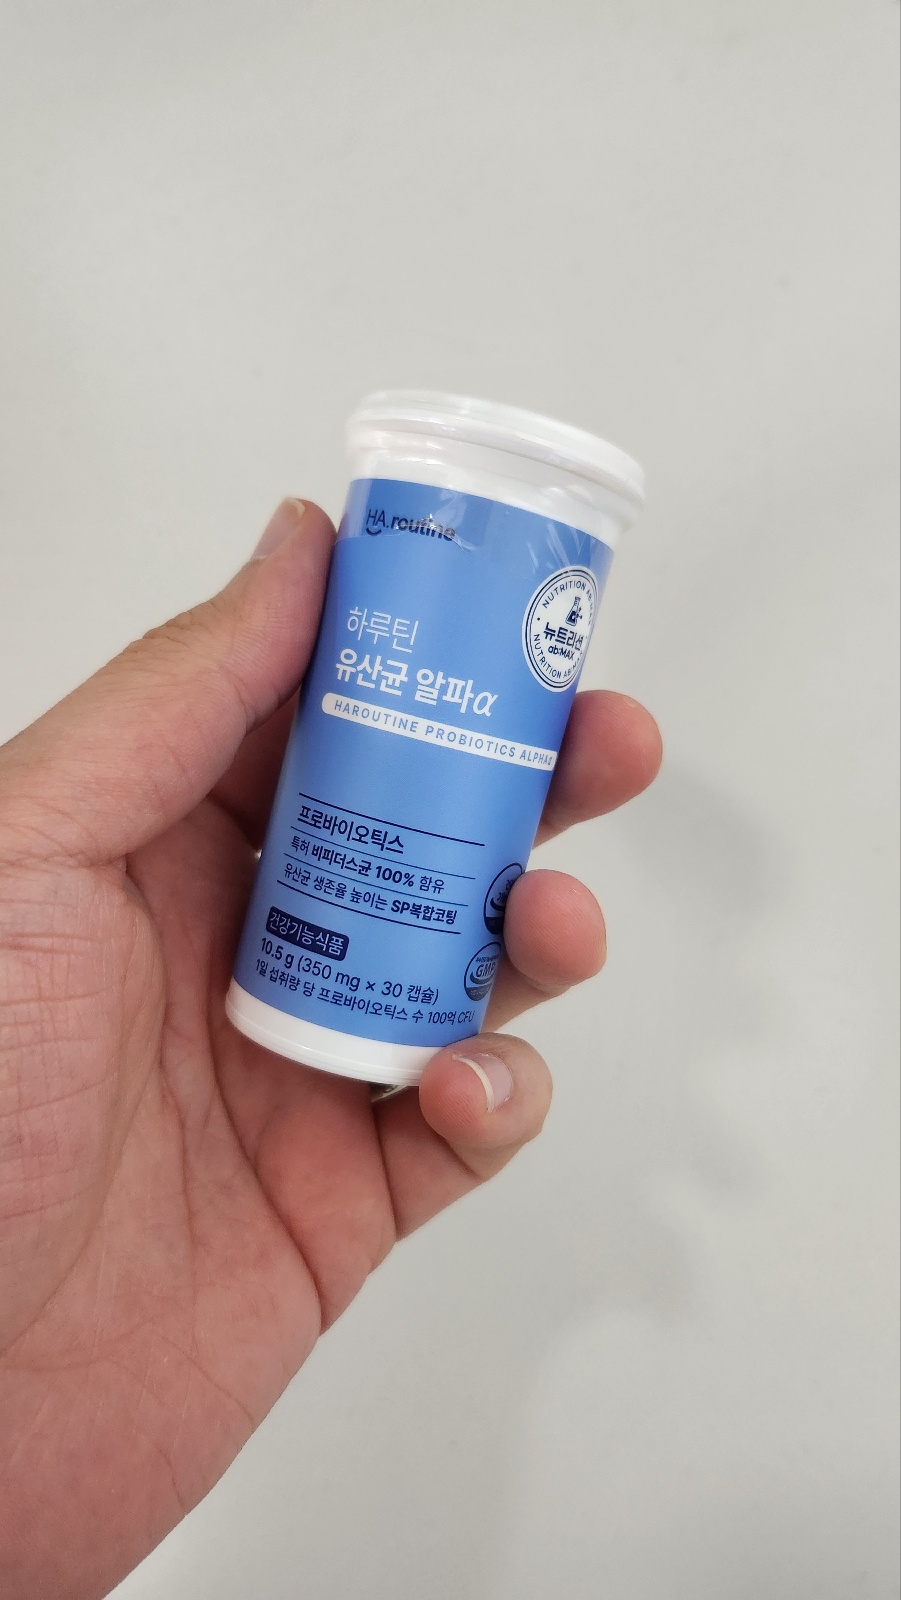 HA.routine
NUTRITION AB
뉴트리션
ab:MAX
NUTRITION AB
하루틴
유산균 알파α
HAROUTINE PROBIOTICS ALPHAα
프로바이오틱스
특허 비피더스균 100% 함유
유산균 생존율 높이는 SP복합코팅
건강기능식품
10.5 g (350 mg × 30 캡슐)
1일 섭취량 당 프로바이오틱스 수 100억 CFU
GMP